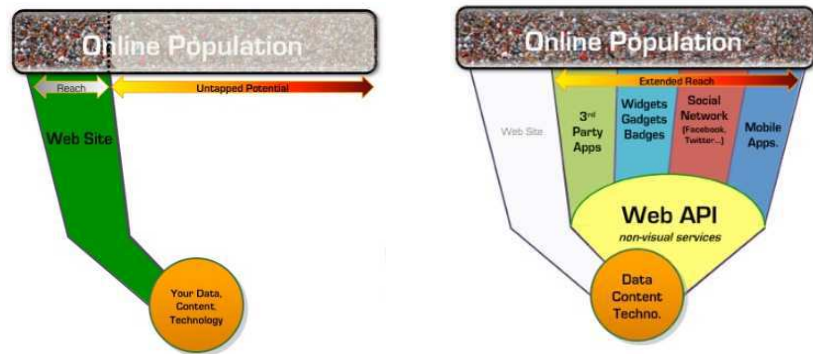 Online Population
Reach
Untapped Potential
Web Site
Your Data,
Content,
Technology
Online Population
Extended Reach
Web Site
3rd
Party
Apps
Widgets
Gadgets
Badges
Social
Network
(Facebook,
Twitter...)
Mobile
Apps.
Web API
non-visual services
Data
Content
Techno.